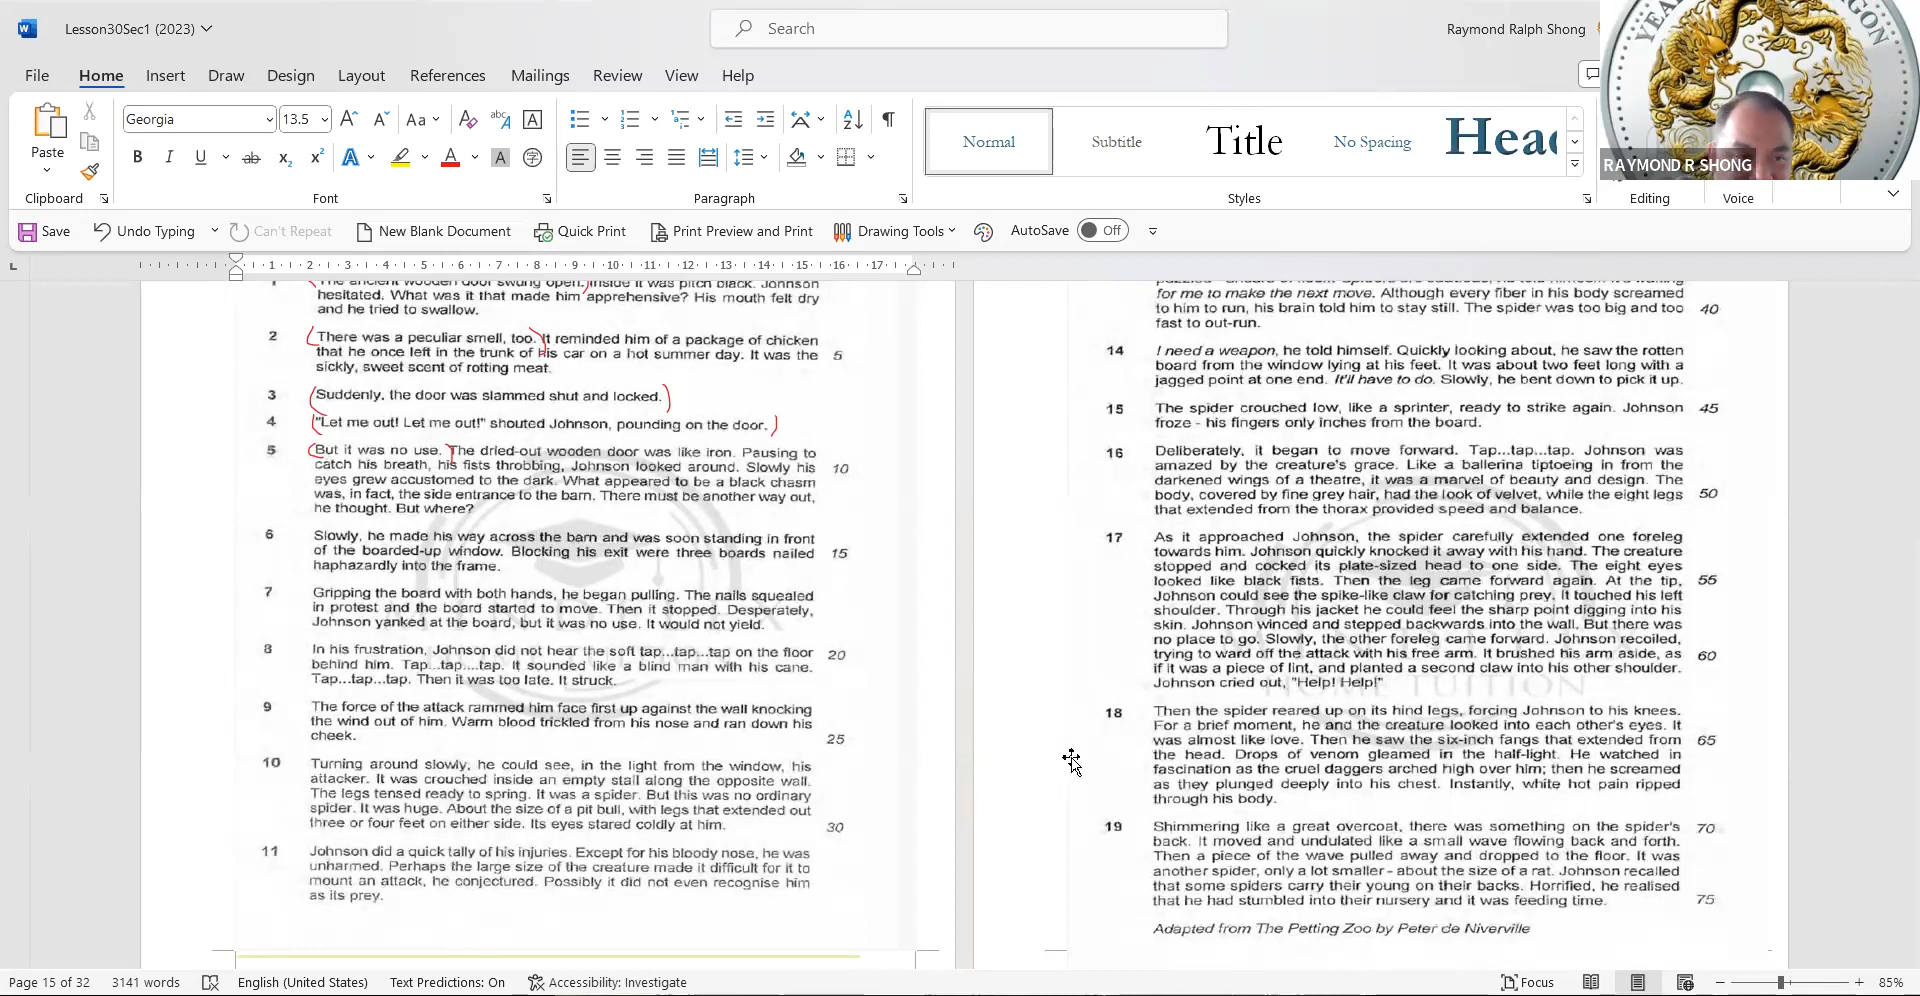 Lesson30Sec1 (2023)
Search
Raymond Ralph Shong
File Home Insert Draw Design Layout References Mailings Review View Help
Georgia 13.5
Paste
Clipboard Font Paragraph
Normal Subtitle Title No Spacing Head
Styles Editing Voice
RAYMOND R SHONG
Save Undo Typing Can't Repeat New Blank Document Quick Print Print Preview and Print Drawing Tools AutoSave Off
1 2 3 4 5 6 7 8 9 10 11 12 13 14 15 16 17
1 The ancient wooden door swung open. Inside it was pitch black. Johnson
hesitated. What was it that made him apprehensive? His mouth felt dry
and he tried to swallow.
2 There was a peculiar smell, too. It reminded him of a package of chicken
that he once left in the trunk of his car on a hot summer day. It was the 5
sickly, sweet scent of rotting meat.
3 Suddenly, the door was slammed shut and locked.
4 "Let me out! Let me out!" shouted Johnson, pounding on the door.
5 But it was no use. The dried-out wooden door was like iron. Pausing to
catch his breath, his fists throbbing, Johnson looked around. Slowly his 10
eyes grew accustomed to the dark. What appeared to be a black chasm
was, in fact, the side entrance to the barn. There must be another way out,
he thought. But where?
6 Slowly, he made his way across the barn and was soon standing in front
of the boarded-up window. Blocking his exit were three boards nailed 15
haphazardly into the frame.
7 Gripping the board with both hands, he began pulling. The nails squealed
in protest and the board started to move. Then it stopped. Desperately,
Johnson yanked at the board, but it was no use. It would not yield.
8 In his frustration, Johnson did not hear the soft tap...tap...tap on the floor 20
behind him. Tap...tap....tap. It sounded like a blind man with his cane.
Tap...tap...tap. Then it was too late. It struck.
9 The force of the attack rammed him face first up against the wall knocking
the wind out of him. Warm blood trickled from his nose and ran down his
cheek. 25
10 Turning around slowly, he could see, in the light from the window, his
attacker. It was crouched inside an empty stall along the opposite wall.
The legs tensed ready to spring. It was a spider. But this was no ordinary
spider. It was huge. About the size of a pit bull, with legs that extended out
three or four feet on either side. Its eyes stared coldly at him. 30
11 Johnson did a quick tally of his injuries. Except for his bloody nose, he was
unharmed. Perhaps the large size of the creature made it difficult for it to
mount an attack, he conjectured. Possibly it did not even recognise him
as its prey.
for me to make the next move. Although every fiber in his body screamed
to him to run, his brain told him to stay still. The spider was too big and too 40
fast to out-run.
14 I need a weapon, he told himself. Quickly looking about, he saw the rotten
board from the window lying at his feet. It was about two feet long with a
jagged point at one end. It'll have to do. Slowly, he bent down to pick it up.
15 The spider crouched low, like a sprinter, ready to strike again. Johnson 45
froze - his fingers only inches from the board.
16 Deliberately, it began to move forward. Tap...tap...tap. Johnson was
amazed by the creature's grace. Like a ballerina tiptoeing in from the
darkened wings of a theatre, it was a marvel of beauty and design. The
body, covered by fine grey hair, had the look of velvet, while the eight legs 50
that extended from the thorax provided speed and balance.
17 As it approached Johnson, the spider carefully extended one foreleg
towards him. Johnson quickly knocked it away with his hand. The creature
stopped and cocked its plate-sized head to one side. The eight eyes
looked like black fists. Then the leg came forward again. At the tip, 55
Johnson could see the spike-like claw for catching prey. It touched his left
shoulder. Through his jacket he could feel the sharp point digging into his
skin. Johnson winced and stepped backwards into the wall. But there was
no place to go. Slowly, the other foreleg came forward. Johnson recoiled,
trying to ward off the attack with his free arm. It brushed his arm aside, as 60
if it was a piece of lint, and planted a second claw into his other shoulder.
Johnson cried out, "Help! Help!"
HOME TUITION
18 Then the spider reared up on its hind legs, forcing Johnson to his knees.
For a brief moment, he and the creature looked into each other's eyes. It
was almost like love. Then he saw the six-inch fangs that extended from 65
the head. Drops of venom gleamed in the half-light. He watched in
fascination as the cruel daggers arched high over him; then he screamed
as they plunged deeply into his chest. Instantly, white hot pain ripped
through his body.
19 Shimmering like a great overcoat, there was something on the spider's 70
back. It moved and undulated like a small wave flowing back and forth.
Then a piece of the wave pulled away and dropped to the floor. It was
another spider, only a lot smaller - about the size of a rat. Johnson recalled
that some spiders carry their young on their backs. Horrified, he realised
that he had stumbled into their nursery and it was feeding time. 75
Adapted from The Petting Zoo by Peter de Niverville
Page 15 of 32 3141 words English (United States) Text Predictions: On Accessibility: Investigate Focus 85%